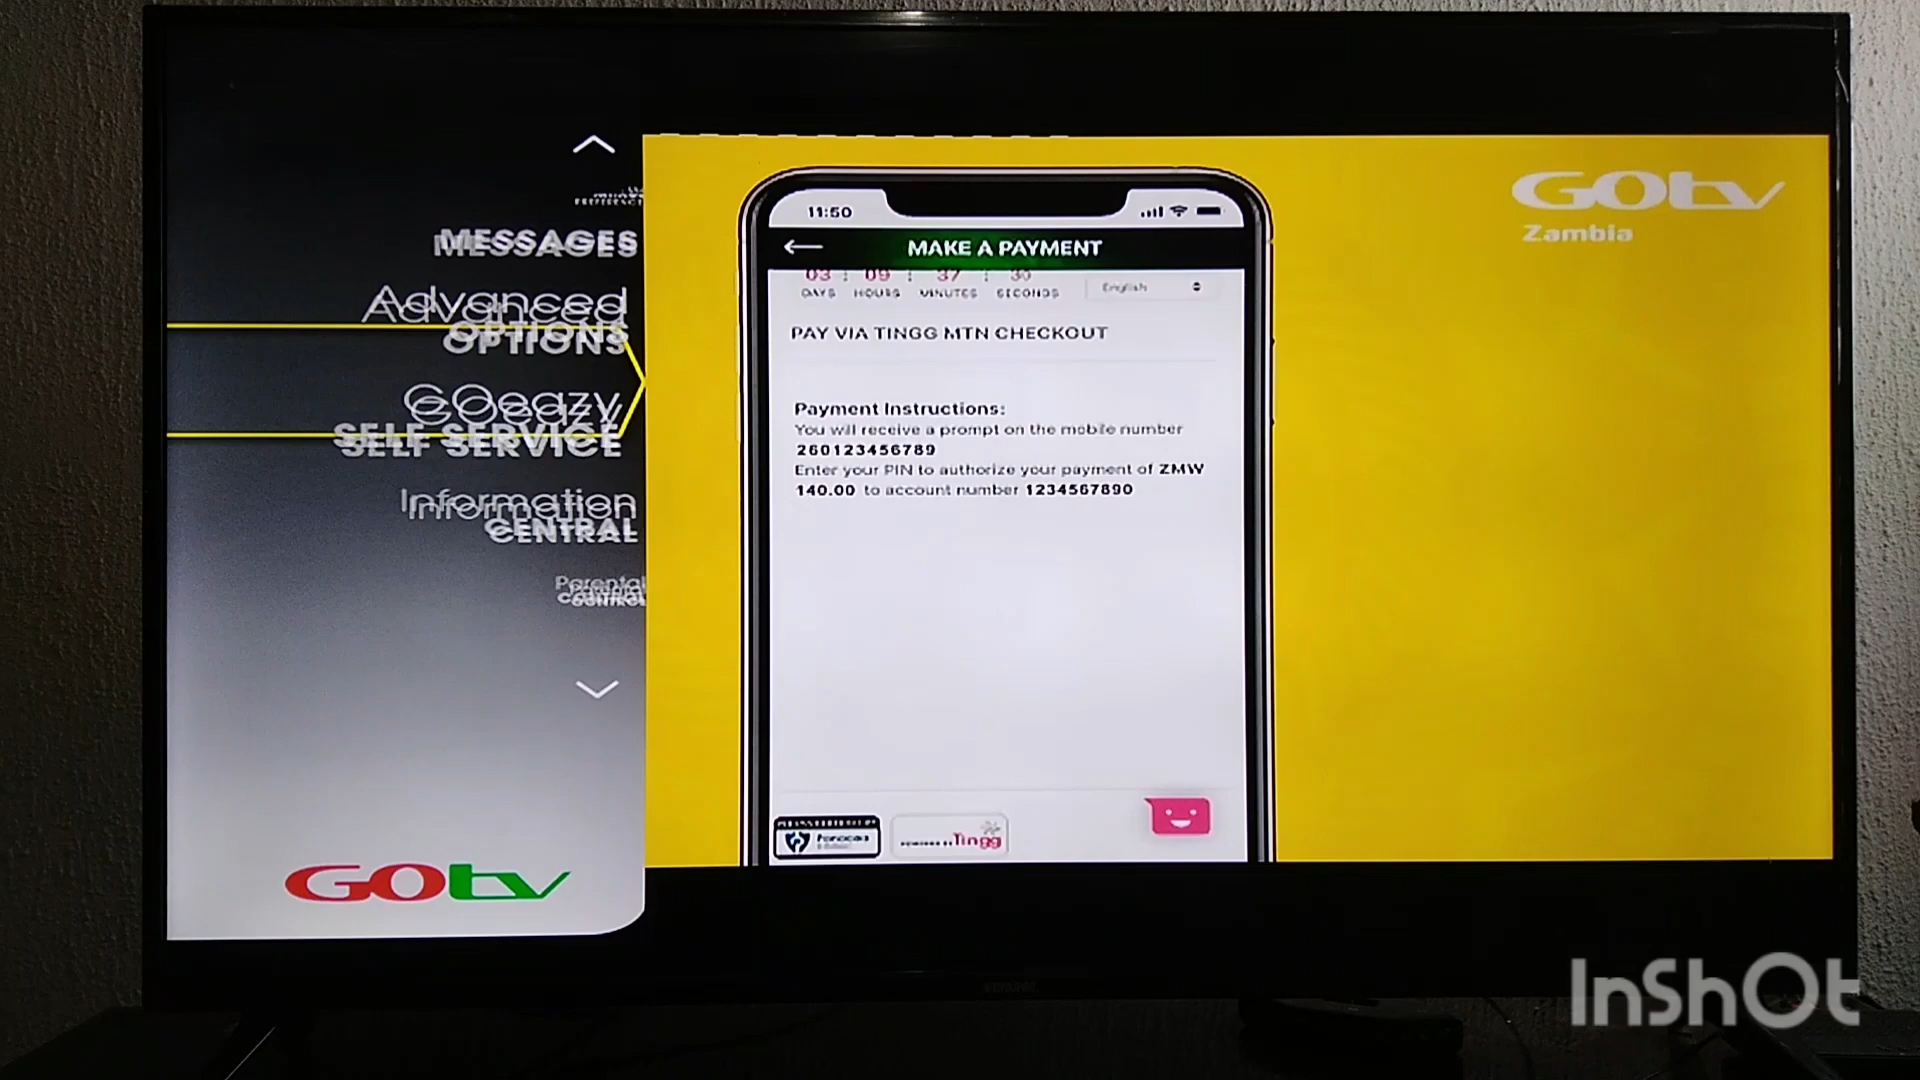 MESSAGES
Advanced
OPTIONS
GOeazy
SELF SERVICE
Information
CENTRAL
Parental
CONTROL
GOtv
GOtv
Zambia
11:50
MAKE A PAYMENT
03 : 09 : 37 : 30
DAYS HOURS MINUTES SECONDS
English
PAY VIA TINGG MTN CHECKOUT
Payment Instructions:
You will receive a prompt on the mobile number
260123456789
Enter your PIN to authorize your payment of ZMW
140.00 to account number 1234567890
POWERED BY Tingg
InShOt